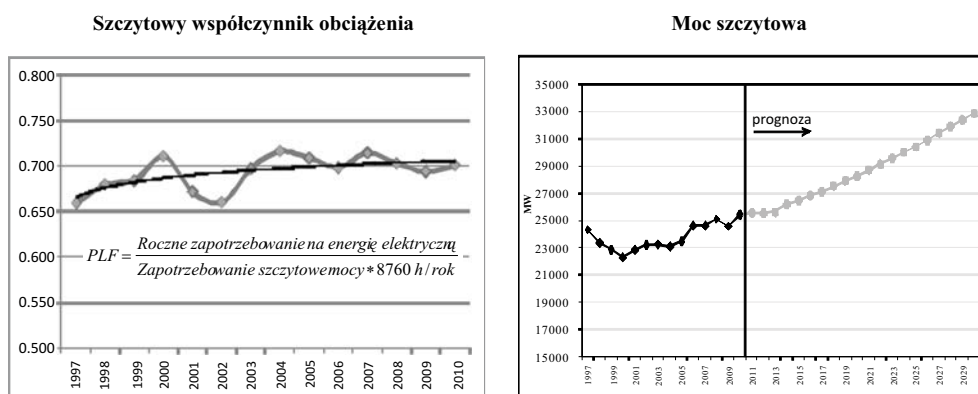 Szczytowy współczynnik obciążenia
0.800
0.750
0.700
0.650
PLF = Roczne zapotrzebowanie na energię elektryczną
Zapotrzebowanie szczytowe mocy * 8760 h / rok
0.600
0.550
0.500
1997 1998 1999 2000 2001 2002 2003 2004 2005 2006 2007 2008 2009 2010
Moc szczytowa
35000
33000
prognoza
31000
29000
27000
MW
25000
23000
21000
19000
17000
15000
1997 1999 2001 2003 2005 2007 2009 2011 2013 2015 2017 2019 2021 2023 2025 2027 2029